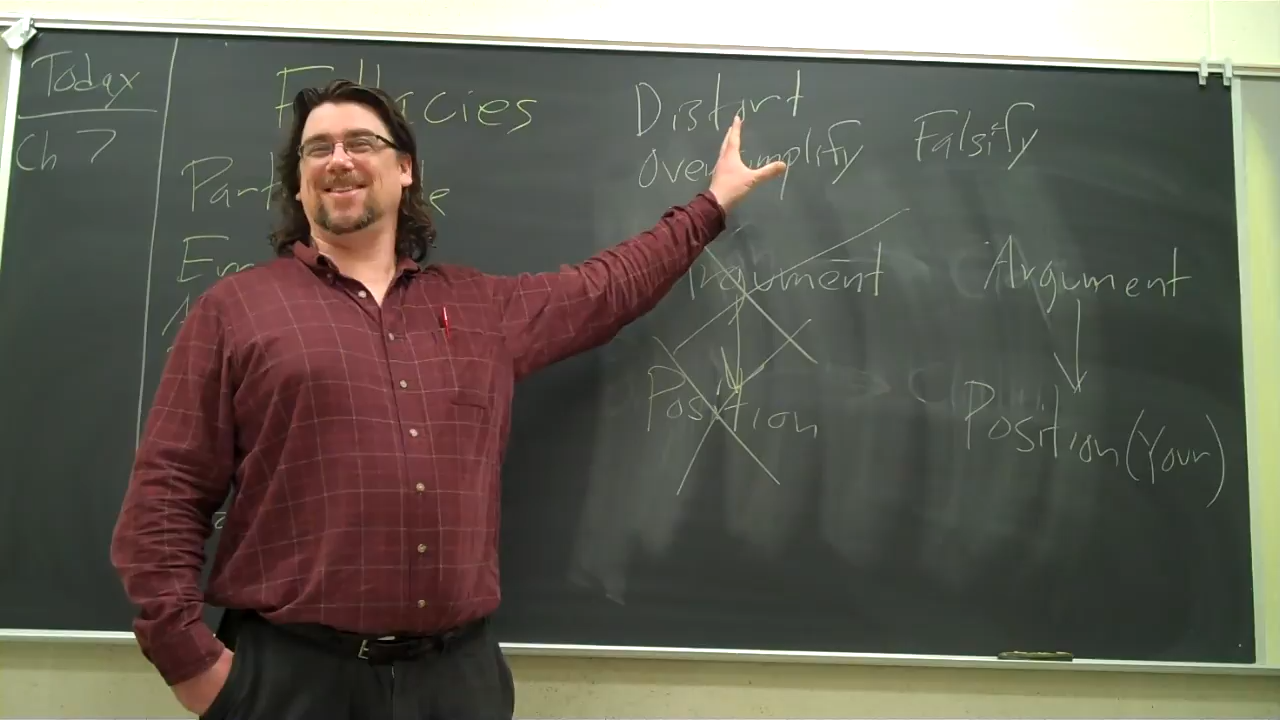 Today
Ch 7
Fallacies
Distort
Oversimplify
Falsify
Argument
Position
Argument
Position (Your)